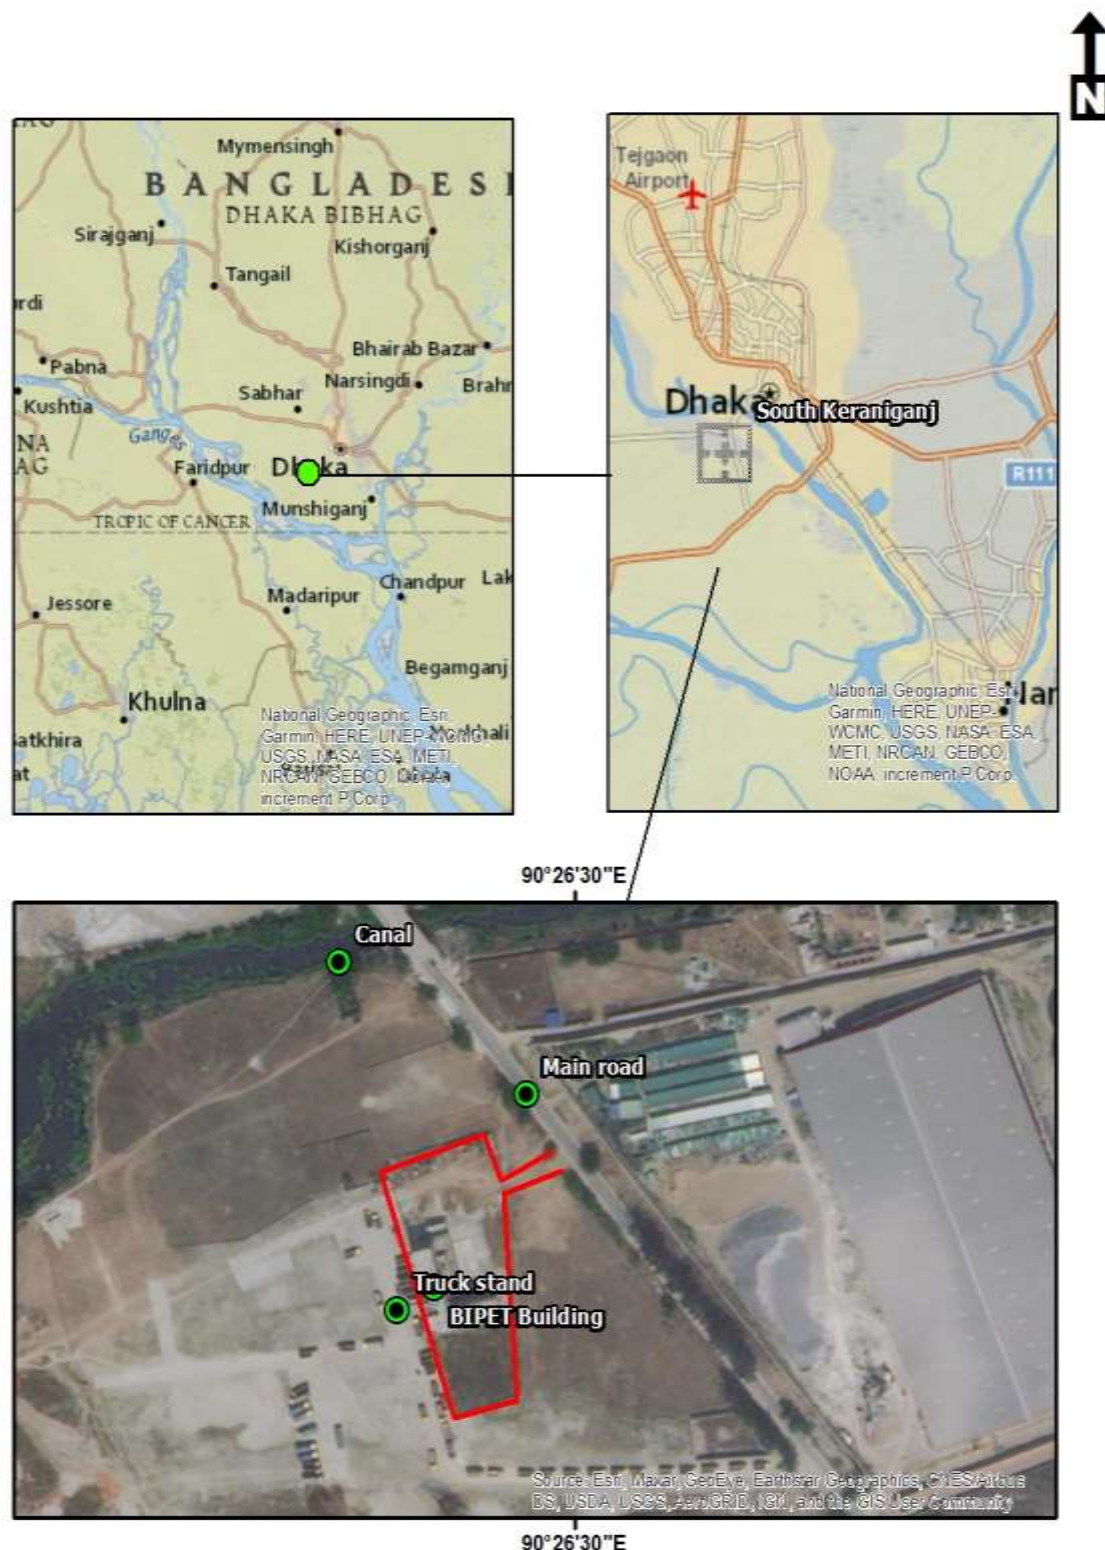 N
Mymensingh
BANGLADES
DHAKA BIBHAG
Sirajganj
Kishorganj
Tangail
Bhairab Bazar
Pabna
Narsingdi
Sabhar
Kushtia
Ganges
Faridpur
Dhaka
Munshiganj
TROPIC OF CANCER
Chandpur
Madaripur
Jessore
Begamganj
Khulna
National Geographic, Esri,
Garmin, HERE, UNEP-WCMC,
USGS, NASA, ESA, METI,
NRCAN, GEBCO, NOAA,
increment P Corp.
Tejgaon
Airport
Dhaka
South Keraniganj
R111
Nar
National Geographic, Esri,
Garmin, HERE, UNEP-
WCMC, USGS, NASA, ESA,
METI, NRCAN, GEBCO,
NOAA, increment P Corp.
90°26'30"E
Canal
Main road
Truck stand
BIPET Building
Source: Esri, Maxar, GeoEye, Earthstar Geographics, CNES/Airbus
DS, USDA, USGS, AeroGRID, IGN, and the GIS User Community
90°26'30"E